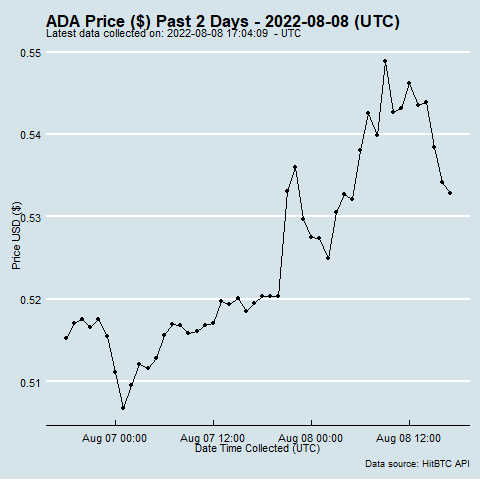 ADA Price ($) Past 2 Days - 2022-08-08 (UTC)
Latest data collected on: 2022-08-08 17:04:09  - UTC
0.55
0.54
0.53
0.52
0.51
Price USD ($)
Aug 07 00:00
Aug 07 12:00
Aug 08 00:00
Aug 08 12:00
Date Time Collected (UTC)
Data source: HitBTC API